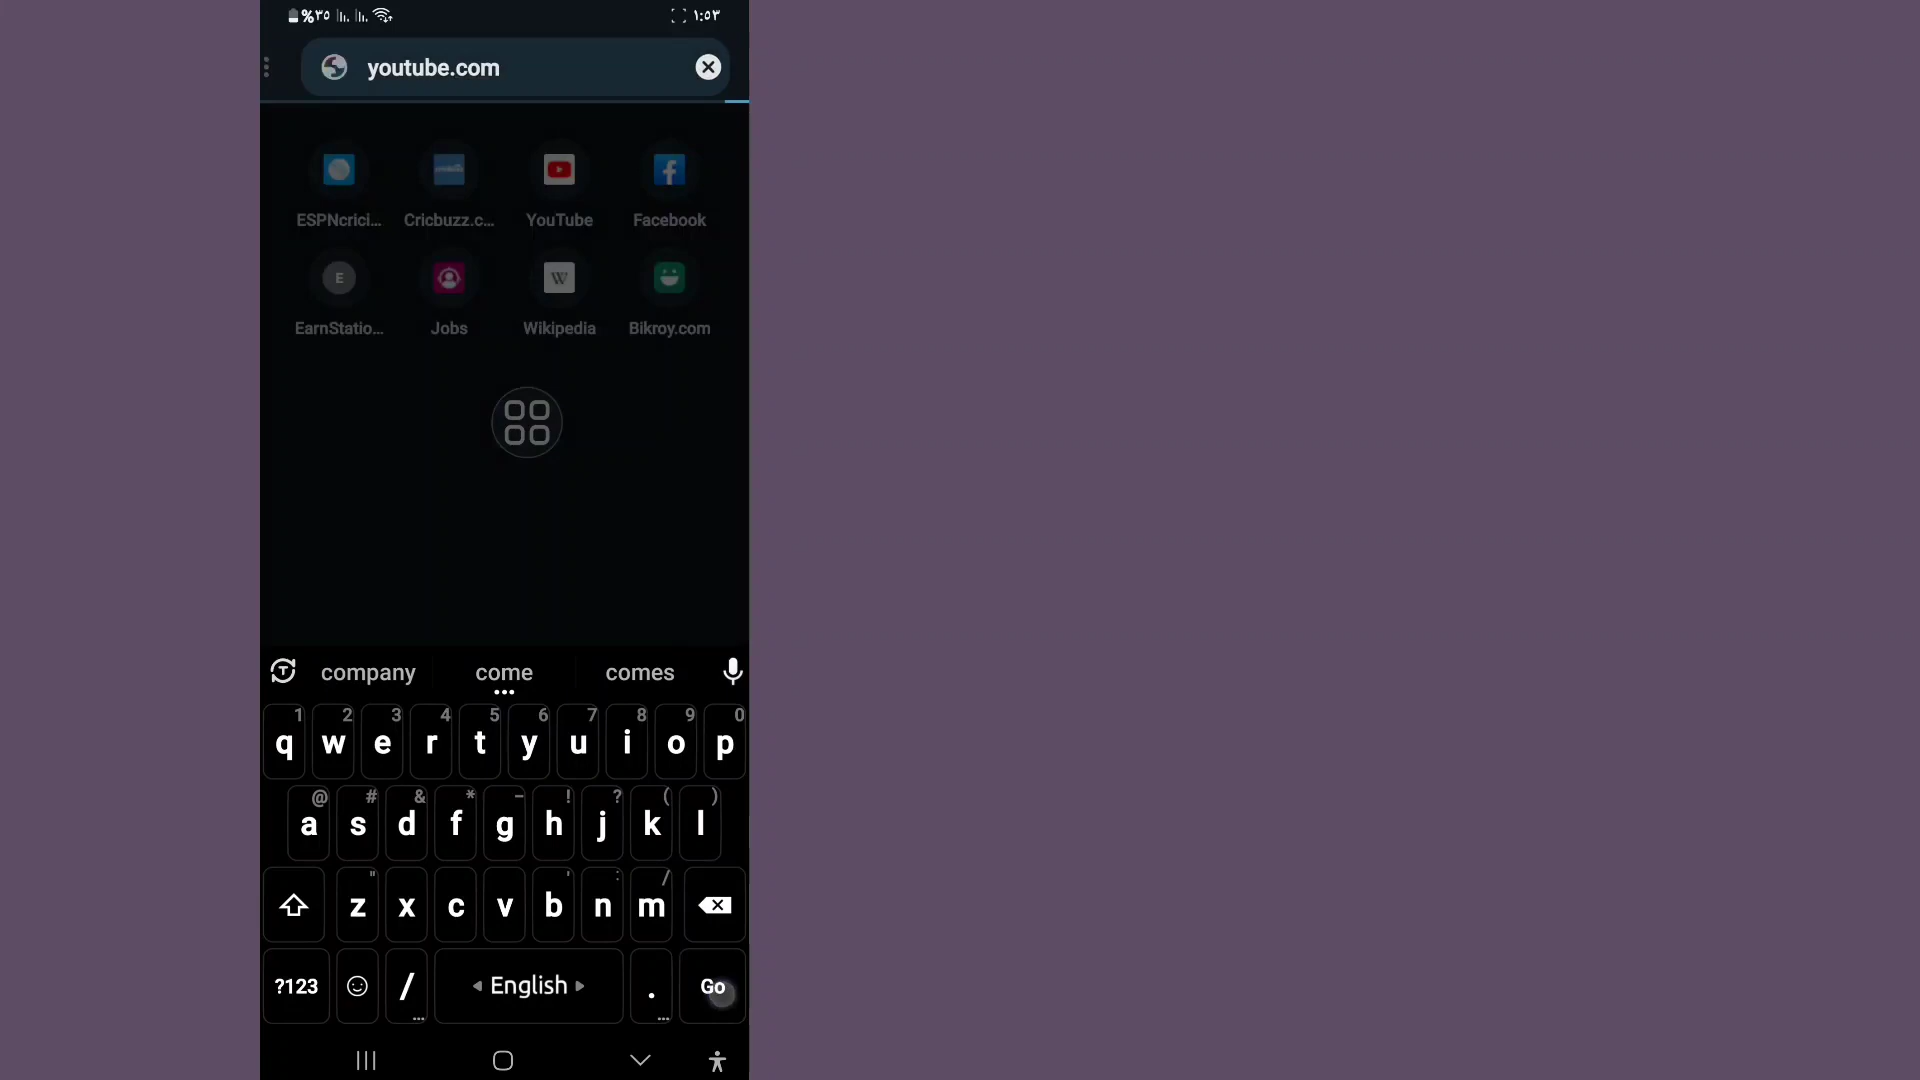 %٣٥ ١:٥٣
youtube.com
ESPNcrici... Cricbuzz.c... YouTube Facebook
E W
EarnStatio... Jobs Wikipedia Bikroy.com
T company come comes
1 2 3 4 5 6 7 8 9 0
q w e r t y u i o p
@ # & * - ! ? ( )
a s d f g h j k l
" ' : /
z x c v b n m
?123 / English . Go